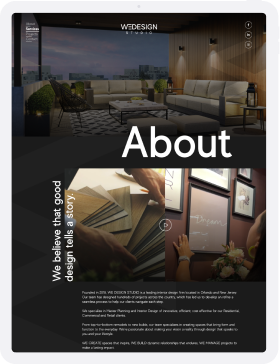 Services
WEDESIGN
STUDIO
About
We believe that good
design tells a story.
Founded in 2019, WE DESIGN STUDIO is a leading interior design firm located in Orlando and New Jersey.
Our team has designed hundreds of projects across the country, which has led us to develop an
seamless process to help our clients navigate each step.
We specialize in Master Planning and Interior Design of innovative, efficient, cost effective for our Residential,
Commercial and Retail clients.
From top-to-bottom remodels to new builds, our team specializes in creating spaces that bring form and
function to the everyday. We're passionate about making your vision a reality through design that speaks to
you and your lifestyle.
WE CREATE spaces that inspire, WE BUILD dynamic relationships that endures, WE MANAGE projects to
make a lasting impact.